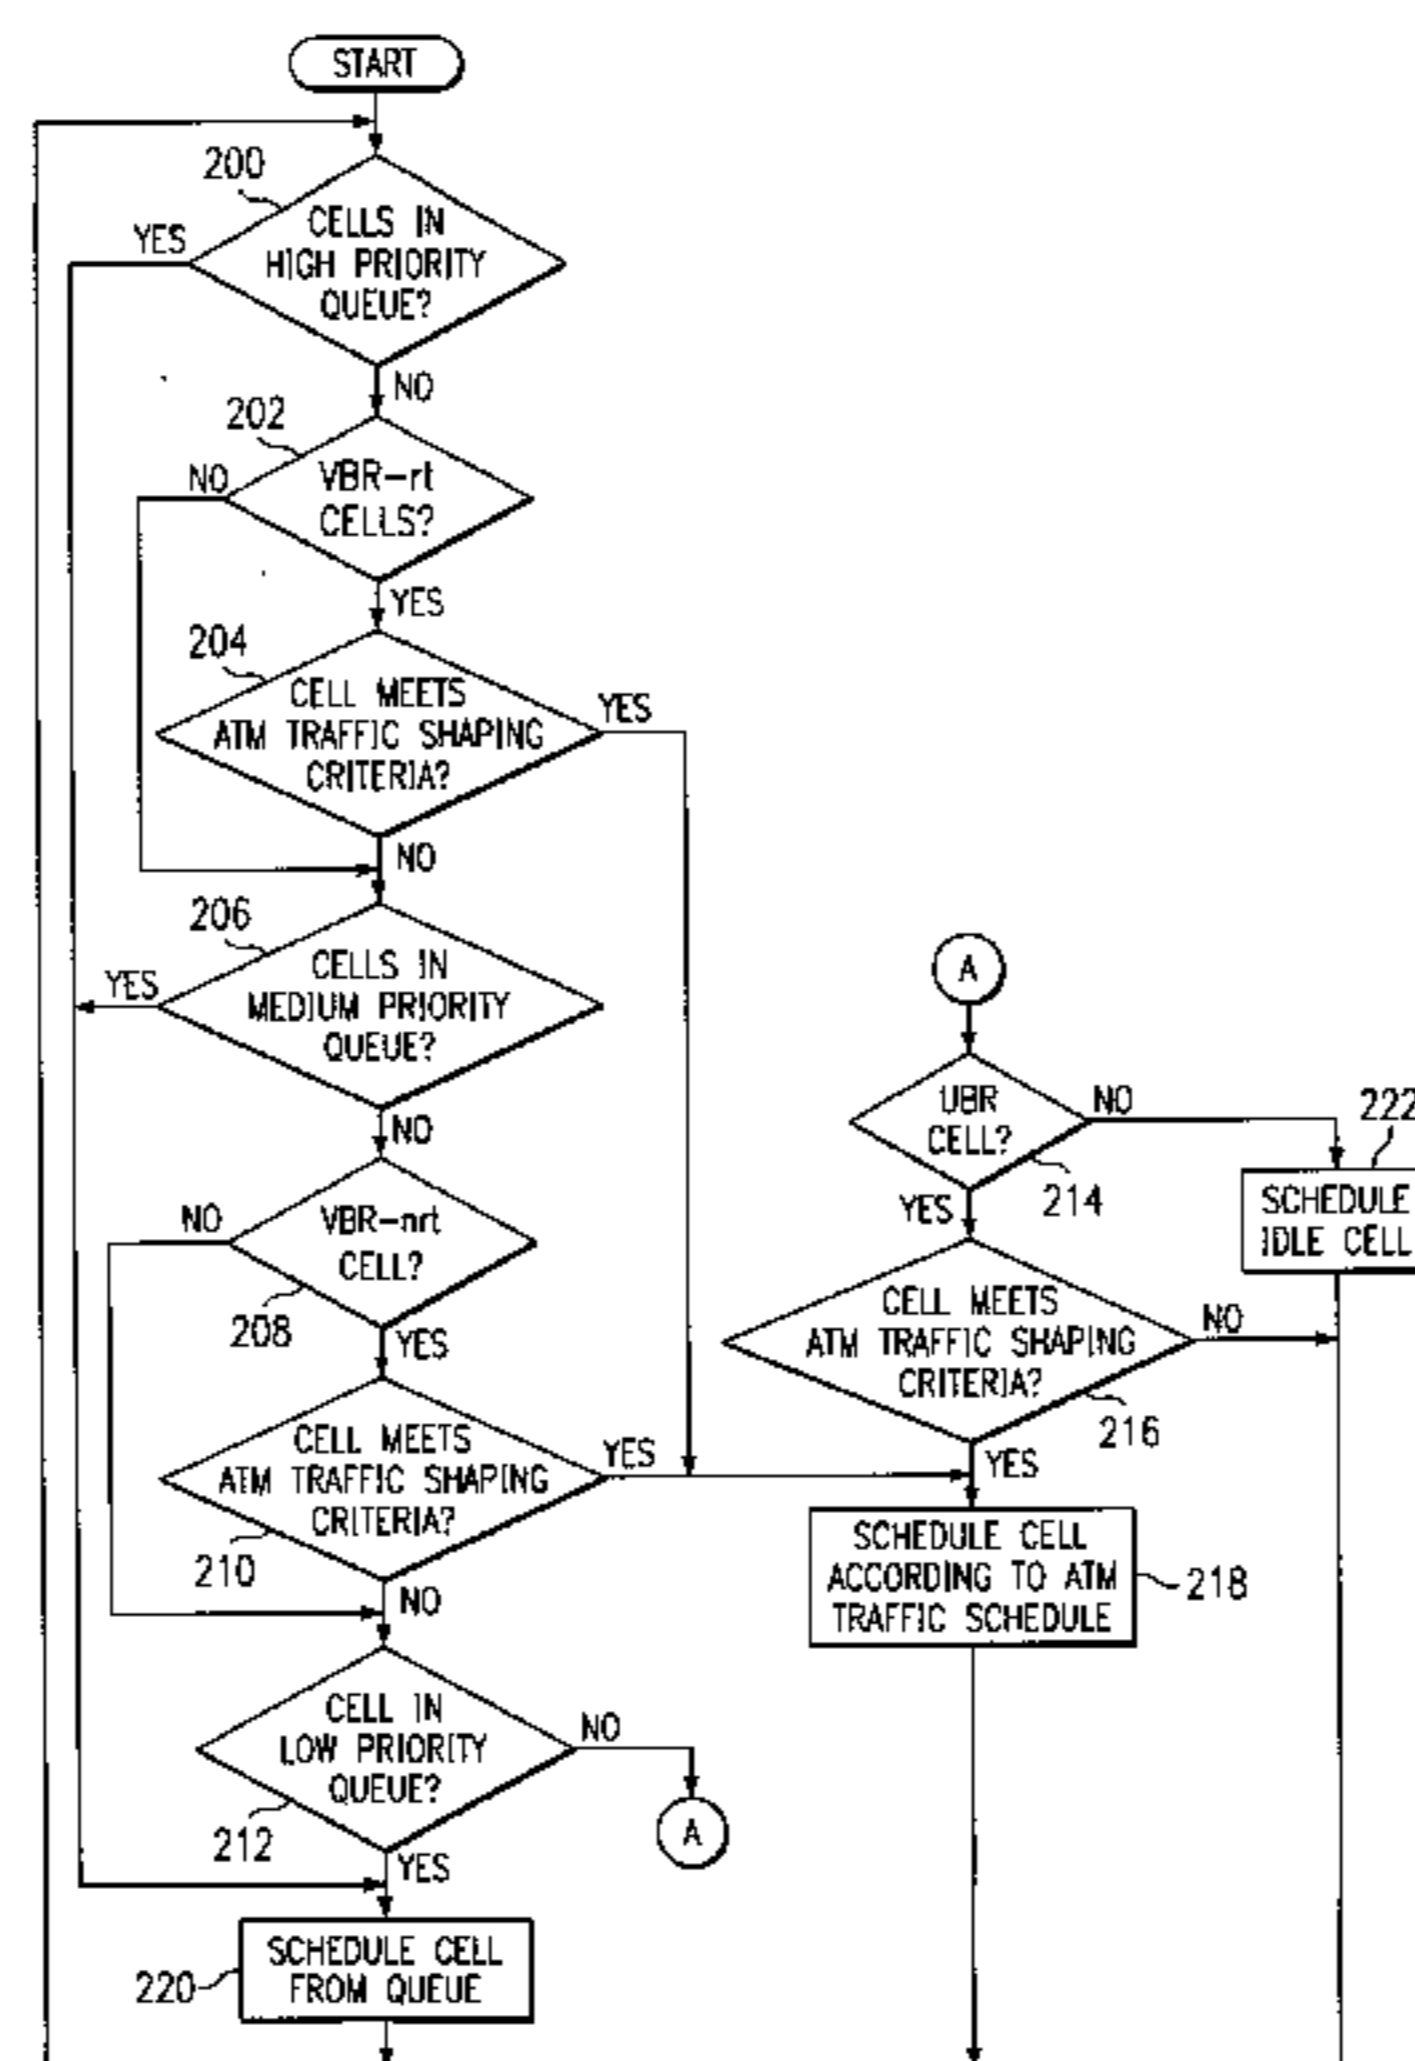 START
200
CELLS IN
HIGH PRIORITY
QUEUE?
YES
NO
202
VBR-rt
CELLS?
NO
YES
204
CELL MEETS
ATM TRAFFIC SHAPING
CRITERIA?
YES
NO
206
CELLS IN
MEDIUM PRIORITY
QUEUE?
YES
NO
VBR-nrt
CELL?
NO
208
YES
CELL MEETS
ATM TRAFFIC SHAPING
CRITERIA?
YES
210
NO
CELL IN
LOW PRIORITY
QUEUE?
NO
A
212
YES
SCHEDULE CELL
FROM QUEUE
220
A
UBR
CELL?
NO
214
222
SCHEDULE
IDLE CELL
YES
CELL MEETS
ATM TRAFFIC SHAPING
CRITERIA?
NO
216
YES
SCHEDULE CELL
ACCORDING TO ATM
TRAFFIC SCHEDULE
218